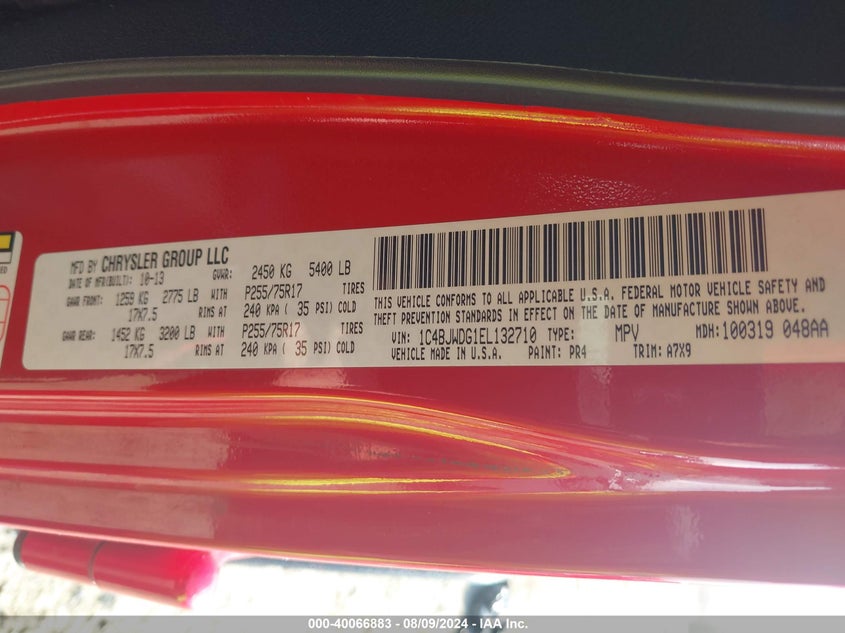 MFD BY CHRYSLER GROUP LLC
DATE OF MFR(BUILT): 10-13 GVWR: 2450 KG 5400 LB
GAWR FRONT: 1259 KG 2775 LB WITH P255/75R17 TIRES
17X7.5 RIMS AT 240 KPA ( 35 PSI) COLD
GAWR REAR: 1452 KG 3200 LB WITH P255/75R17 TIRES
17X7.5 RIMS AT 240 KPA ( 35 PSI) COLD
THIS VEHICLE CONFORMS TO ALL APPLICABLE U.S.A. FEDERAL MOTOR VEHICLE SAFETY AND
THEFT PREVENTION STANDARDS IN EFFECT ON THE DATE OF MANUFACTURE SHOWN ABOVE.
VIN: 1C4BJWDG1EL132710 TYPE: MPV MDH: 100319 048AA
VEHICLE MADE IN U.S.A. PAINT: PR4 TRIM: A7X9
000-40066883 - 08/09/2024 - IAA Inc.